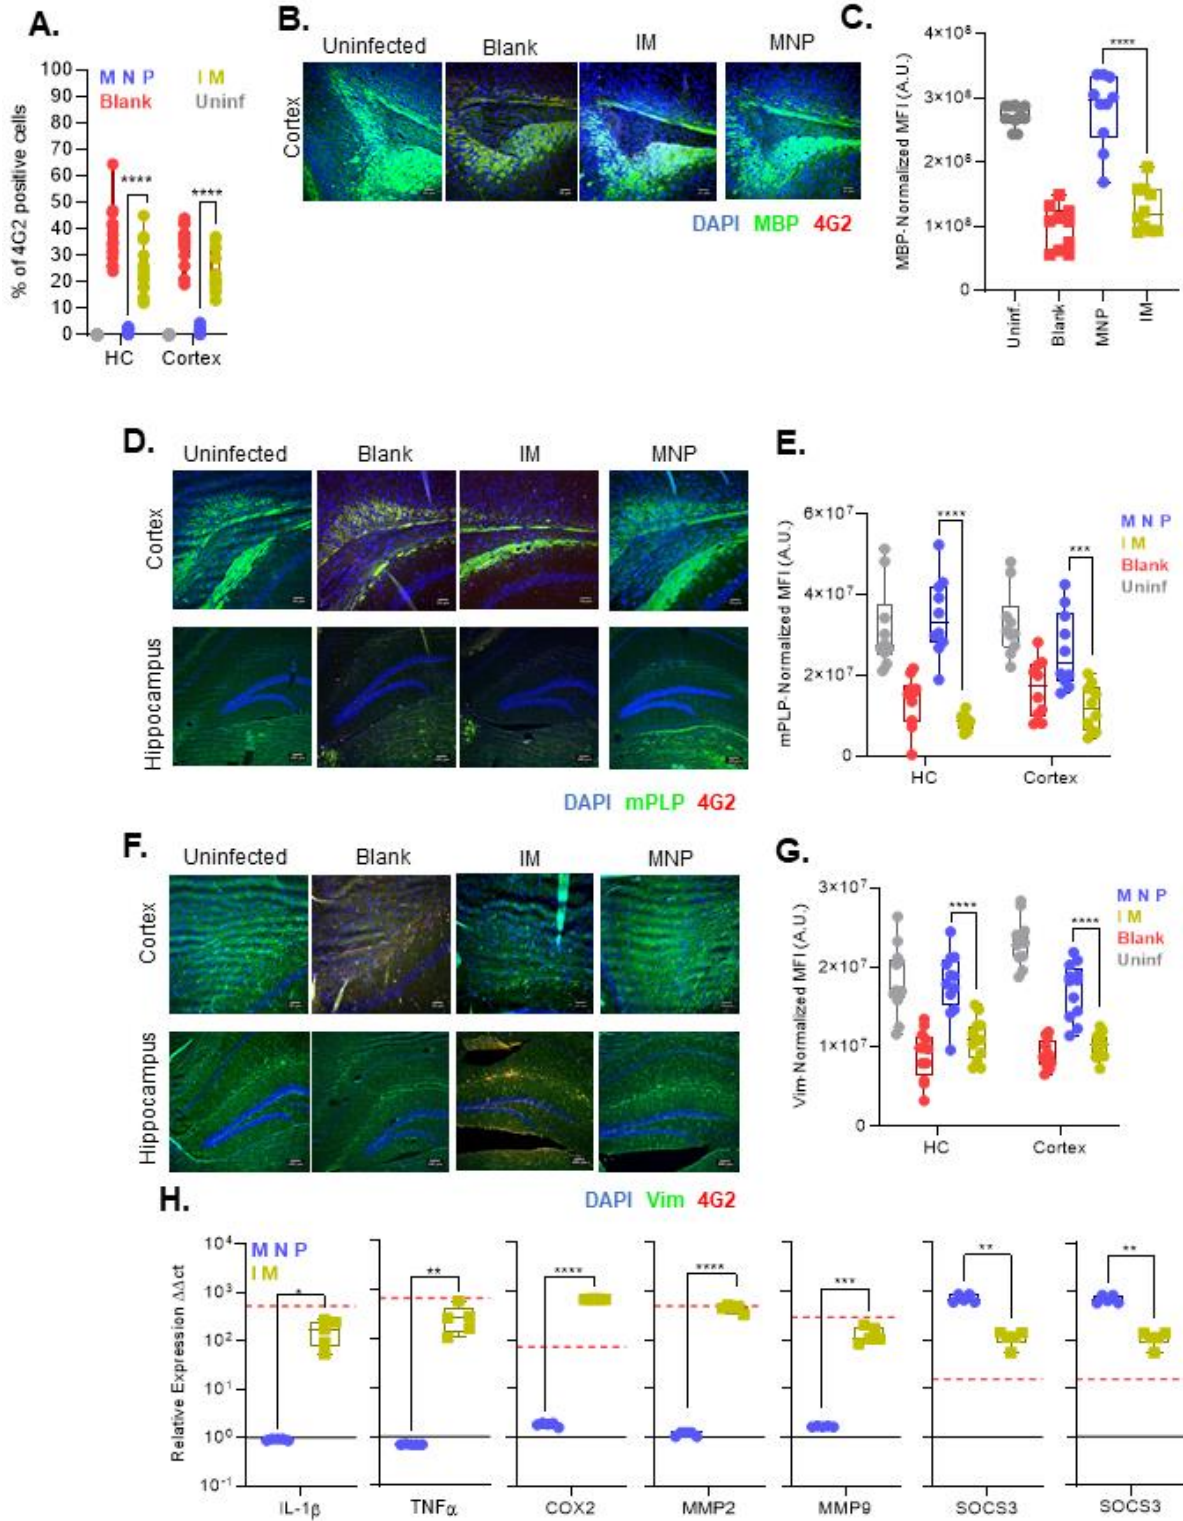 A.
M N P
I M
Blank
Uninf
% of 4G2 positive cells
100
90
80
70
60
50
40
30
20
10
0
****
****
HC
Cortex
B.
Uninfected
Blank
IM
MNP
Cortex
DAPI MBP 4G2
C.
MBP-Normalized MFI (A.U.)
4×10⁸
3×10⁸
2×10⁸
1×10⁸
0
****
Uninf.
Blank
MNP
IM
D.
Uninfected
Blank
IM
MNP
Cortex
Hippocampus
DAPI mPLP 4G2
E.
mPLP-Normalized MFI (A.U.)
6×10⁷
4×10⁷
2×10⁷
0
****
***
HC
Cortex
M N P
I M
Blank
Uninf
F.
Uninfected
Blank
IM
MNP
Cortex
Hippocampus
DAPI Vim 4G2
G.
Vim-Normalized MFI (A.U.)
3×10⁷
2×10⁷
1×10⁷
0
****
****
HC
Cortex
M N P
I M
Blank
Uninf
H.
M N P
I M
Relative Expression ΔΔct
10⁴
10³
10²
10¹
10⁰
10⁻¹
*
**
****
****
***
**
**
IL-1β
TNFα
COX2
MMP2
MMP9
SOCS3
SOCS3